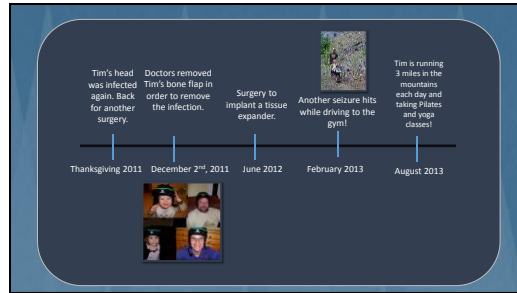 Tim's head
was infected
again. Back
for another
surgery.
Doctors removed
Tim's bone flap in
order to remove
the infection.
Surgery to
implant a tissue
expander.
Another seizure hits
while driving to the
gym!
Tim is running
3 miles in the
mountains
each day and
taking Pilates
and yoga
classes!
Thanksgiving 2011
December 2nd, 2011
June 2012
February 2013
August 2013